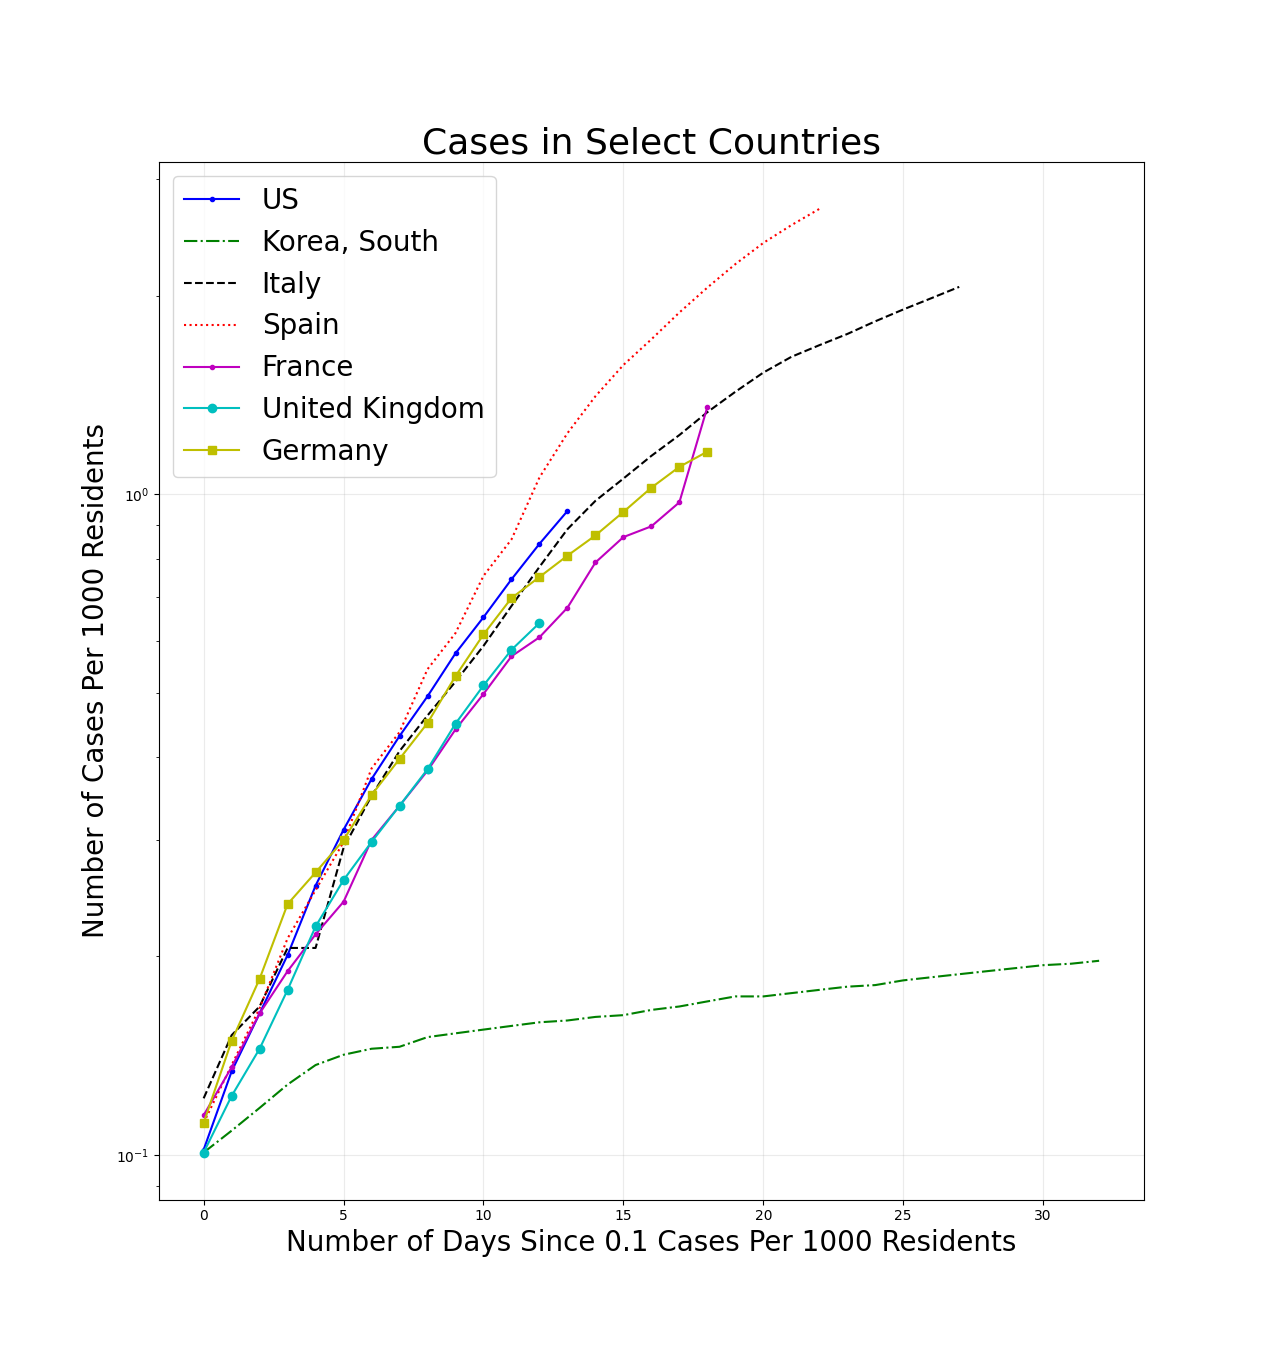 Cases in Select Countries
US
Korea, South
Italy
Spain
France
United Kingdom
Germany
Number of Cases Per 1000 Residents
10⁰
10⁻¹
0 5 10 15 20 25 30
Number of Days Since 0.1 Cases Per 1000 Residents